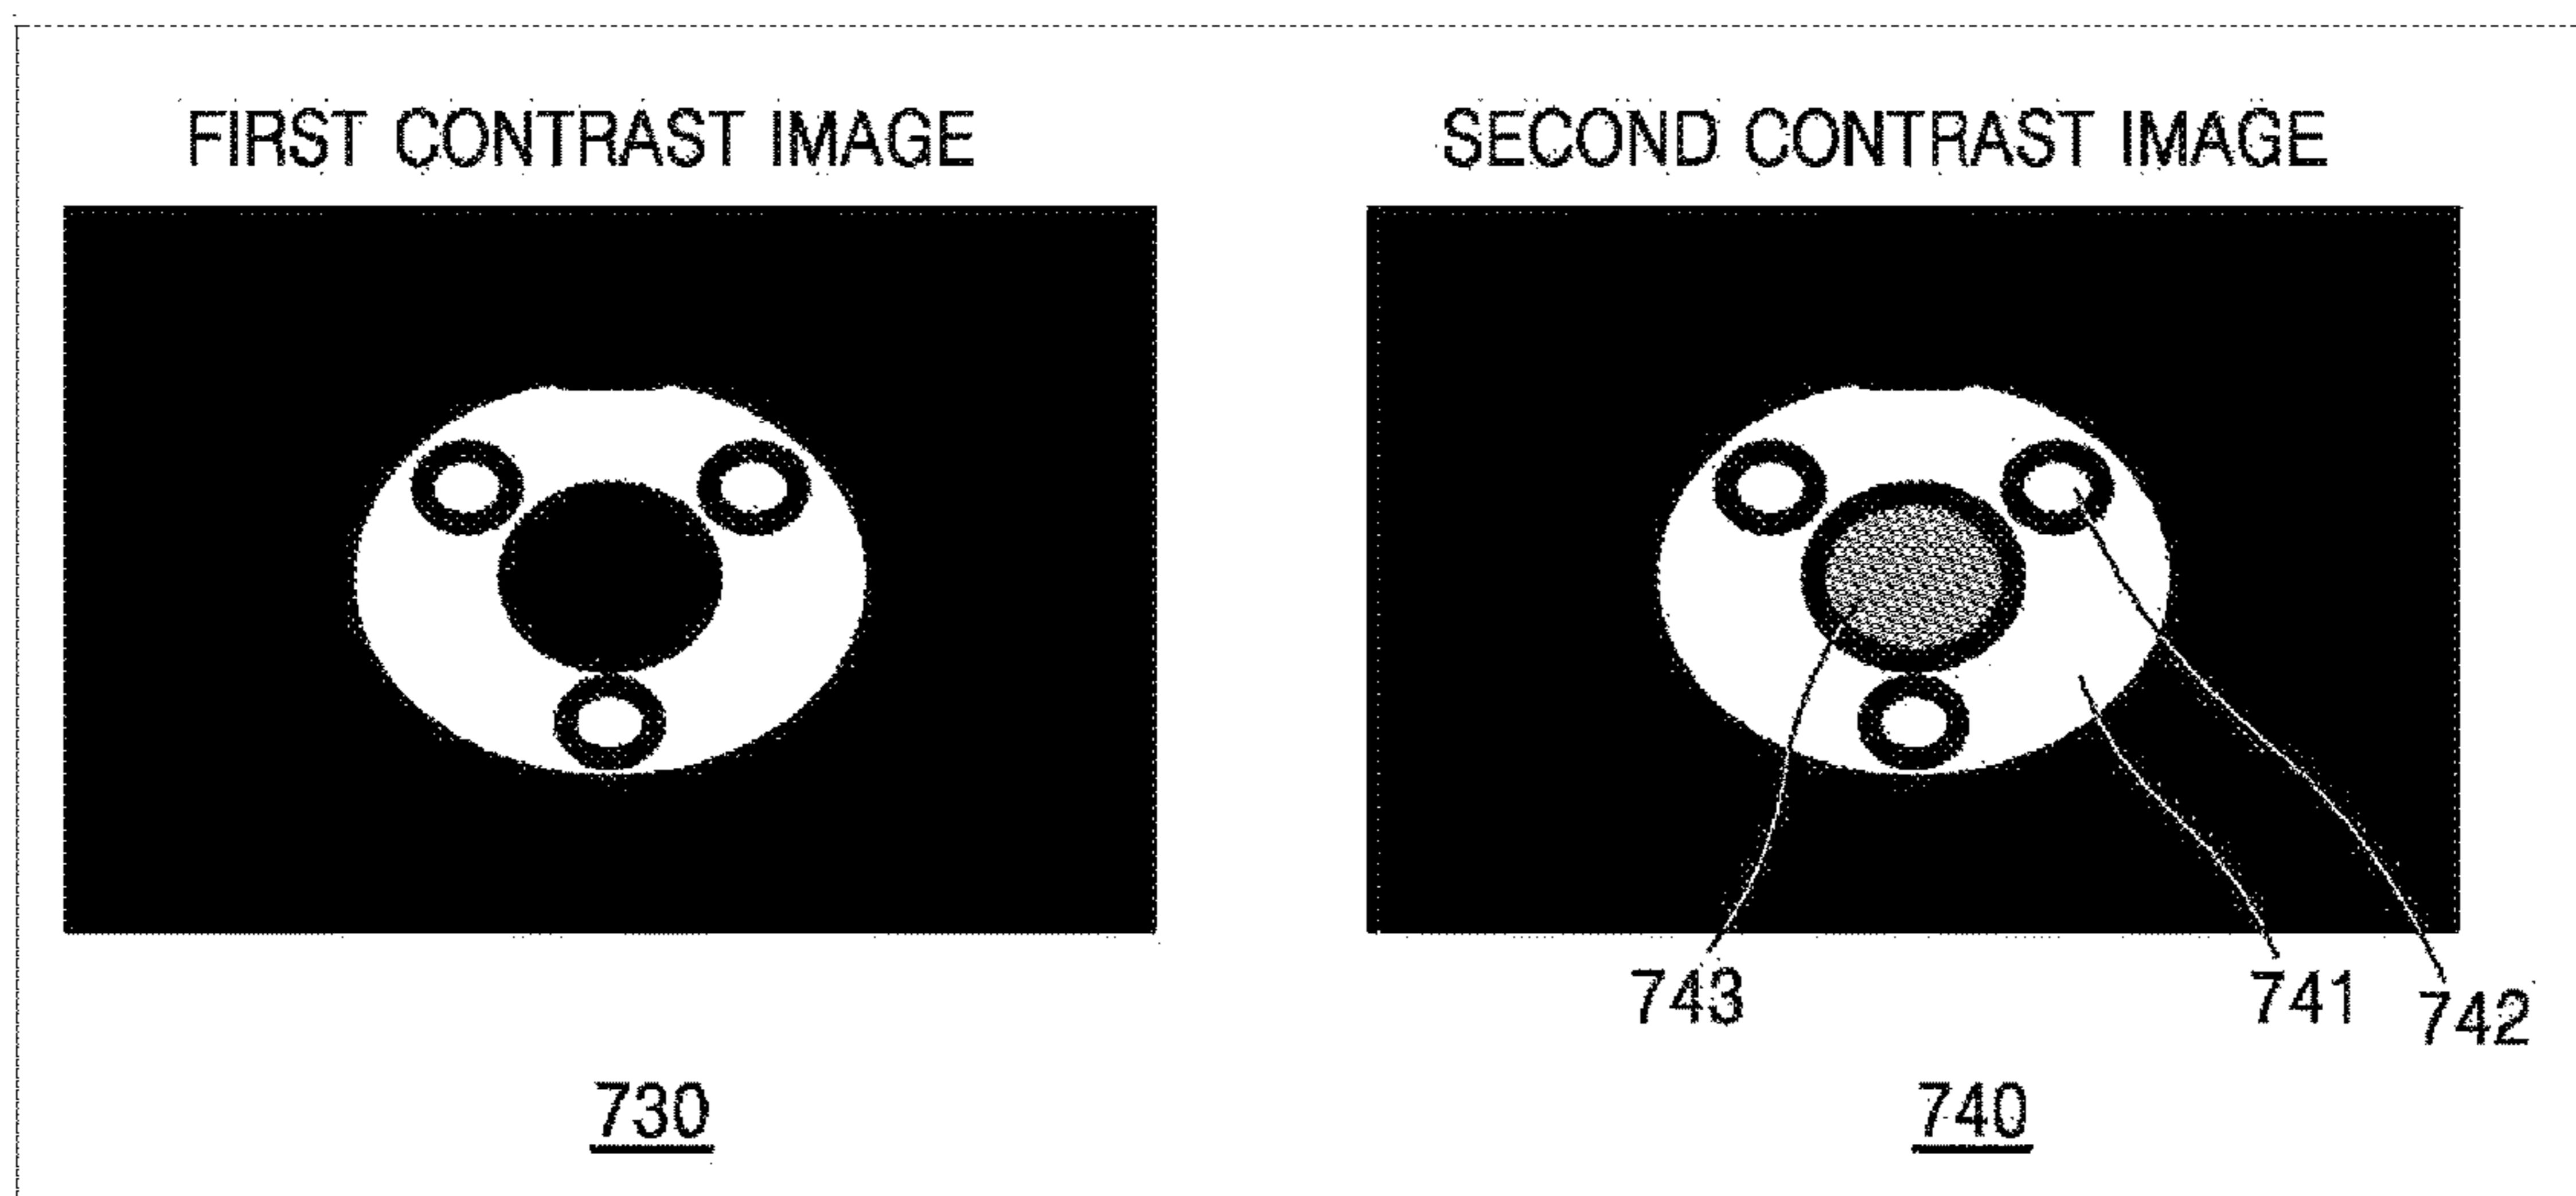 FIRST CONTRAST IMAGE
SECOND CONTRAST IMAGE
743
741
742
730
740